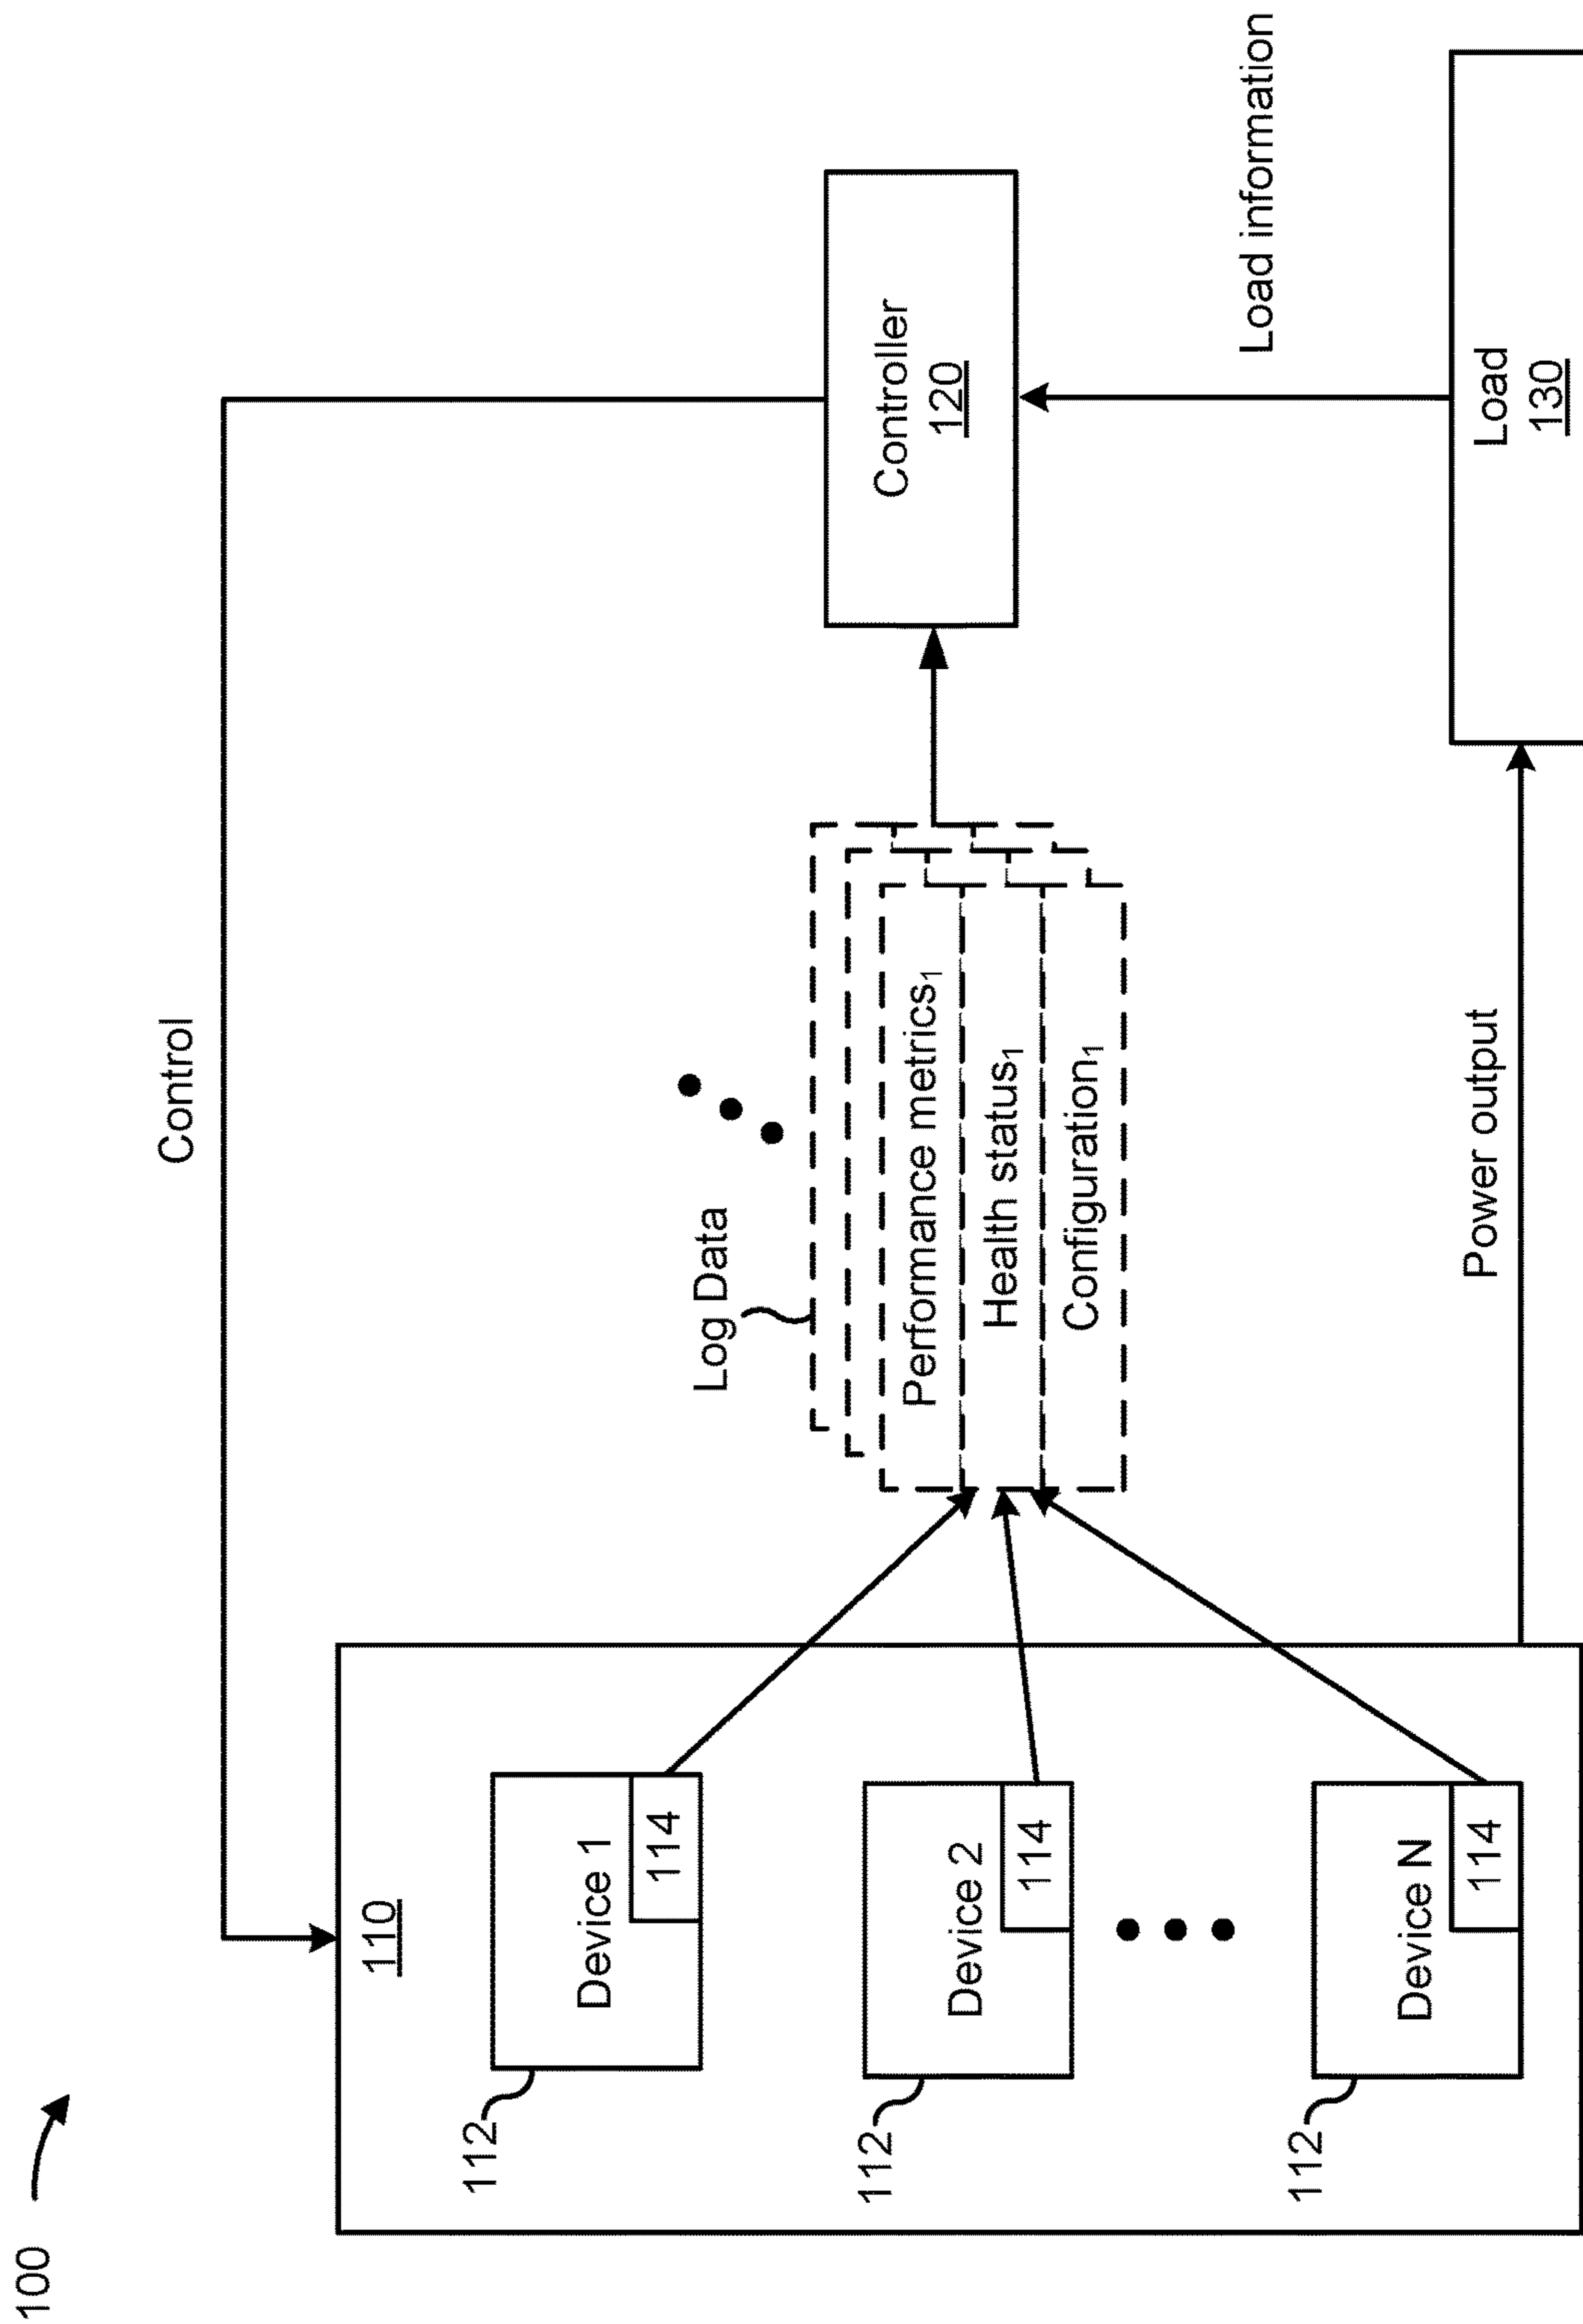 100
Control
110
112
Device 1
114
112
Device 2
114
112
Device N
114
Log Data
Performance metrics₁
Health status₁
Configuration₁
Controller
120
Load information
Power output
Load
130